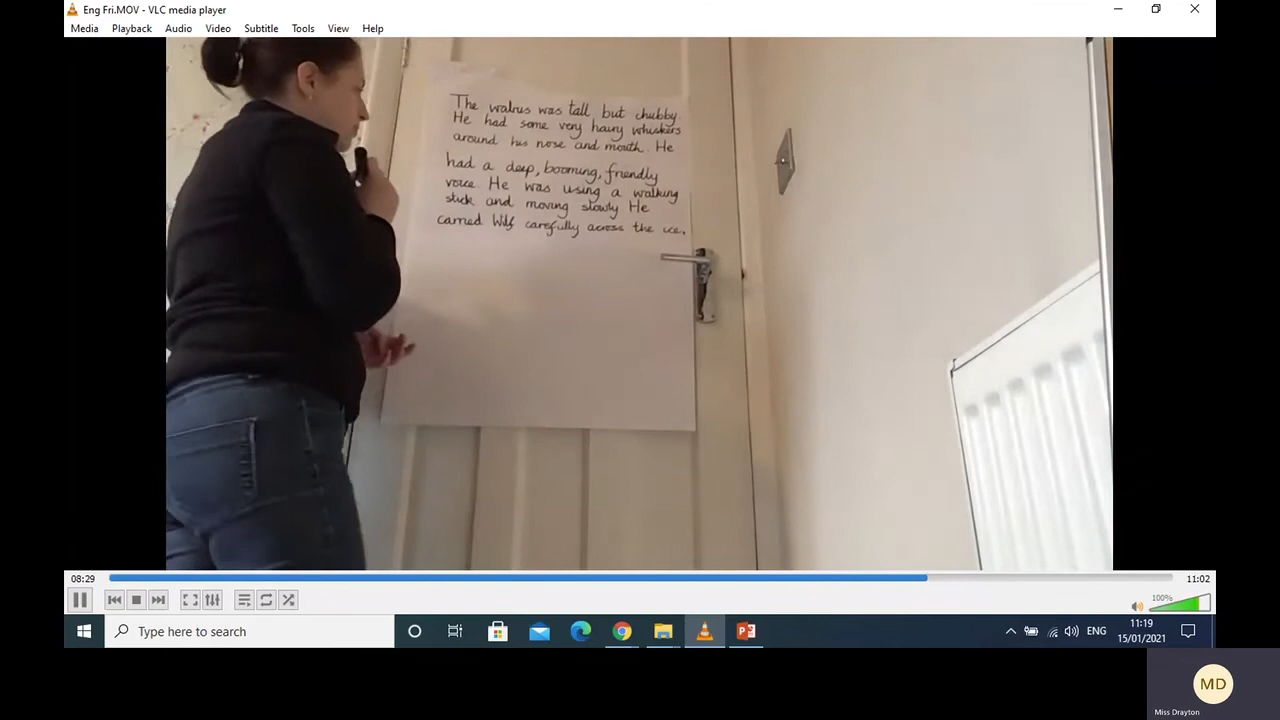 Eng Fri.MOV - VLC media player
Media Playback Audio Video Subtitle Tools View Help
The walrus was tall but chubby.
He had some very hairy whiskers
around his nose and mouth. He
had a deep, booming, friendly
voice. He was using a walking
stick and moving slowly. He
carried Wilf carefully across the ice.
08:29
11:02
100%
Type here to search
ENG
11:19
15/01/2021
MD
Miss Drayton